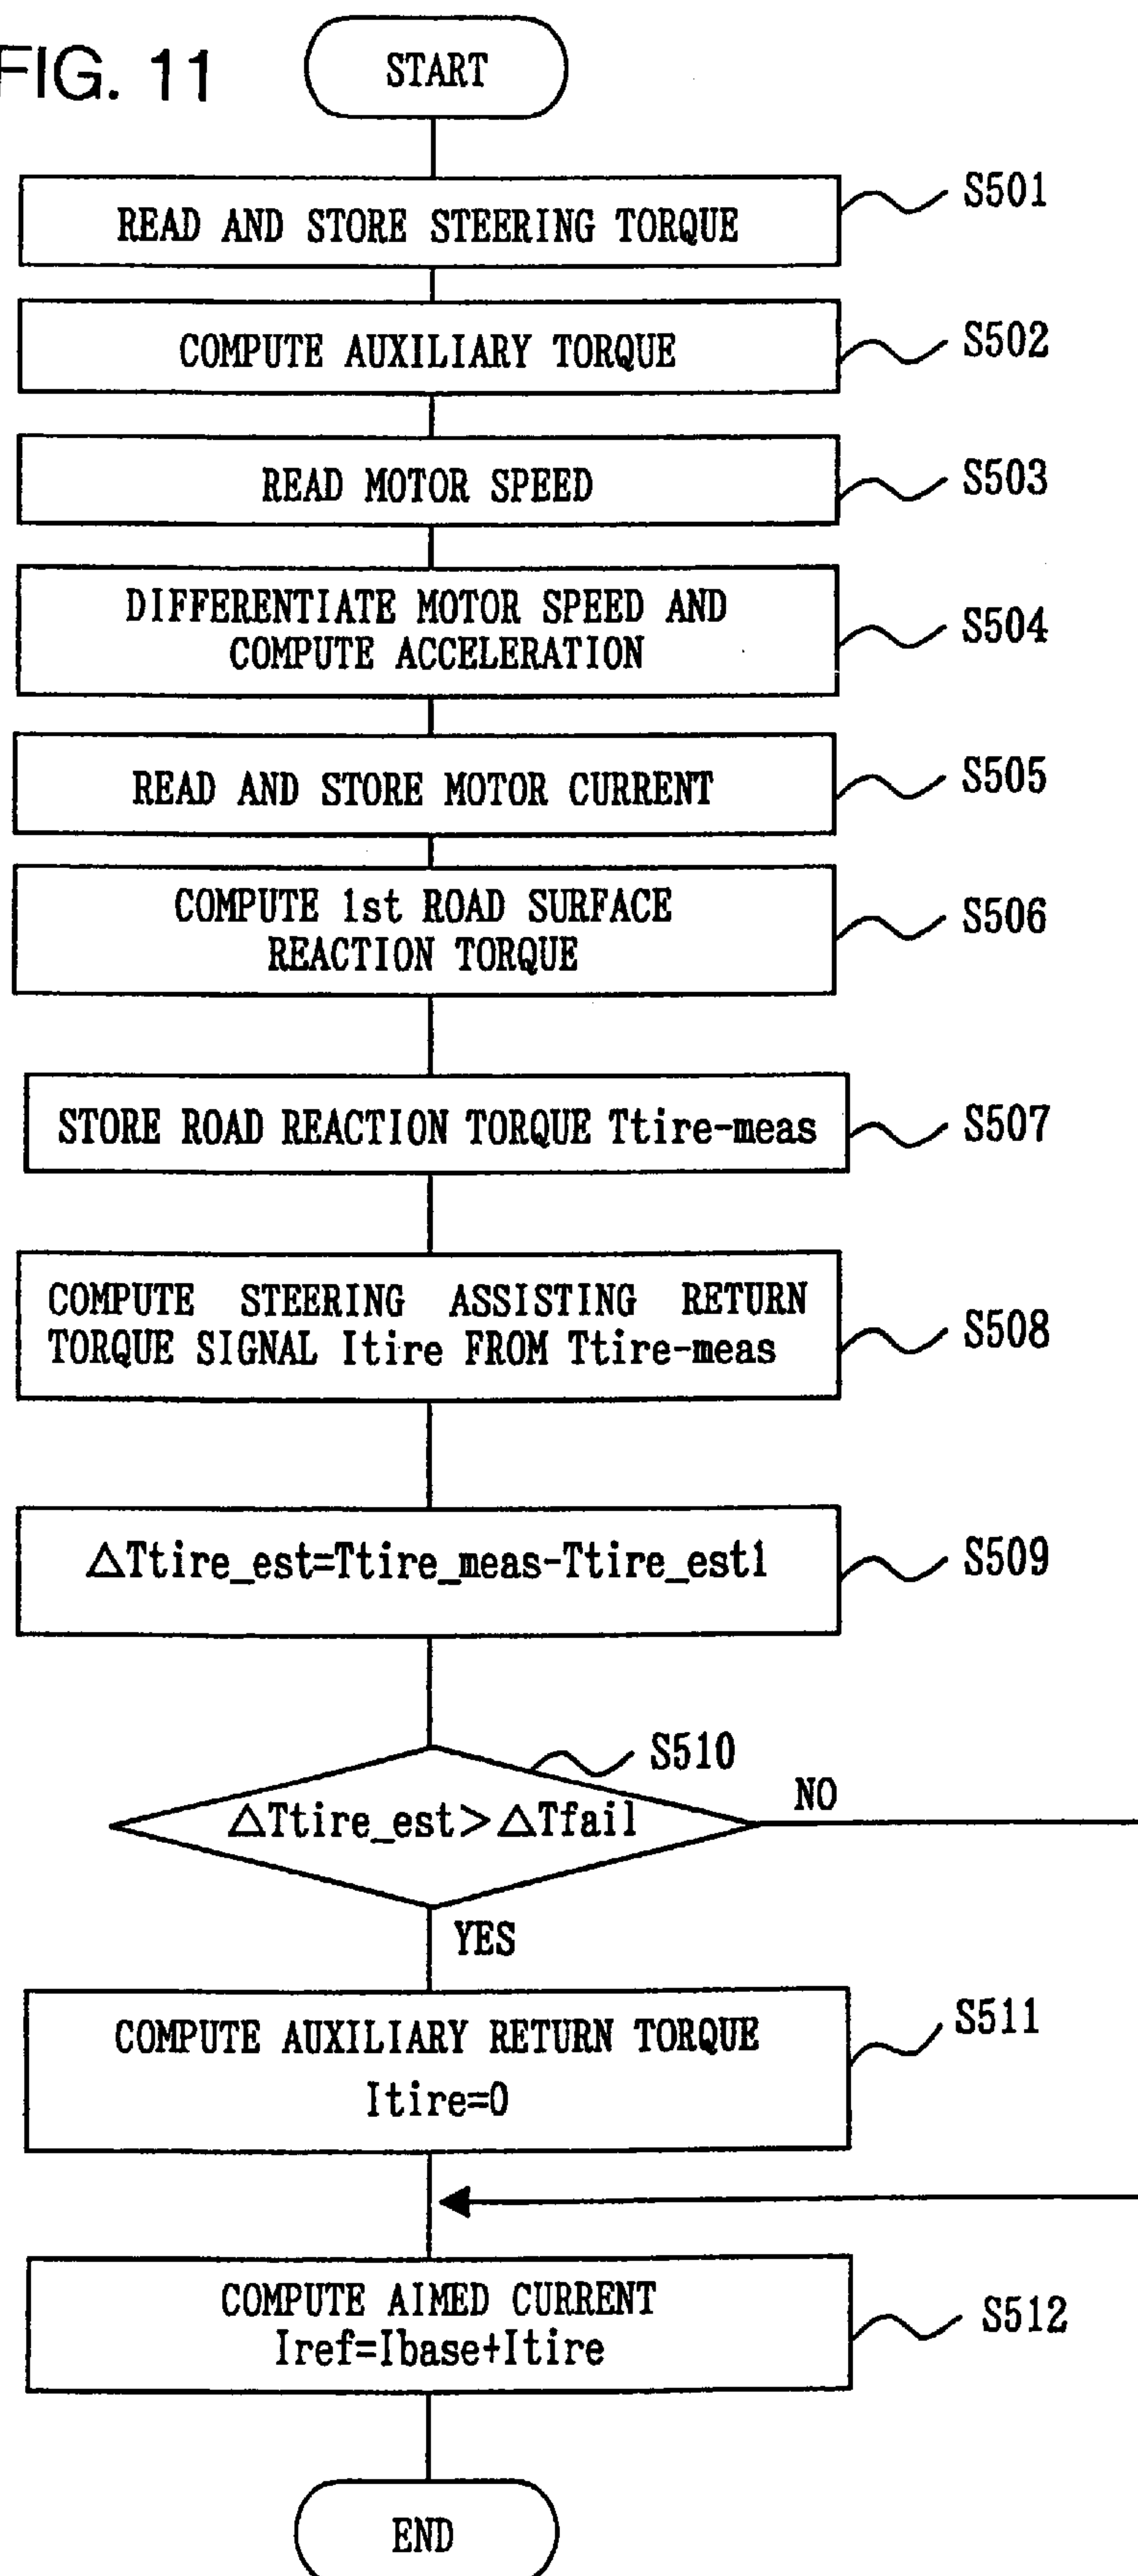 FIG. 11
START
READ AND STORE STEERING TORQUE
S501
COMPUTE AUXILIARY TORQUE
S502
READ MOTOR SPEED
S503
DIFFERENTIATE MOTOR SPEED AND
COMPUTE ACCELERATION
S504
READ AND STORE MOTOR CURRENT
S505
COMPUTE 1st ROAD SURFACE
REACTION TORQUE
S506
STORE ROAD REACTION TORQUE Ttire-meas
S507
COMPUTE STEERING ASSISTING RETURN
TORQUE SIGNAL Itire FROM Ttire-meas
S508
△Ttire_est=Ttire_meas-Ttire_est1
S509
S510
△Ttire_est>△Tfail
NO
YES
COMPUTE AUXILIARY RETURN TORQUE
Itire=0
S511
COMPUTE AIMED CURRENT
Iref=Ibase+Itire
S512
END